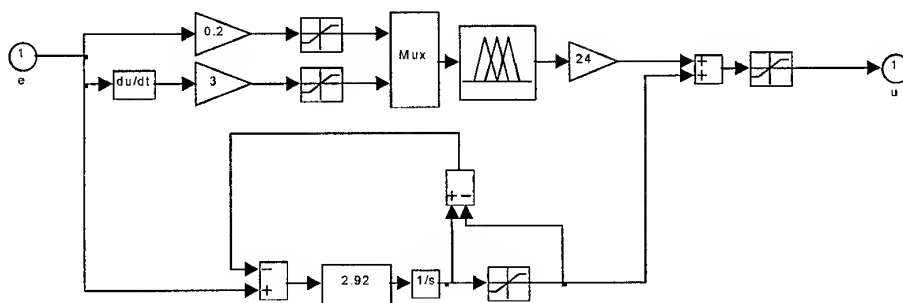 1
e
0.2
du/dt
3
Mux
24
+
+
1
u
+ −
−
+
2.92
1/s